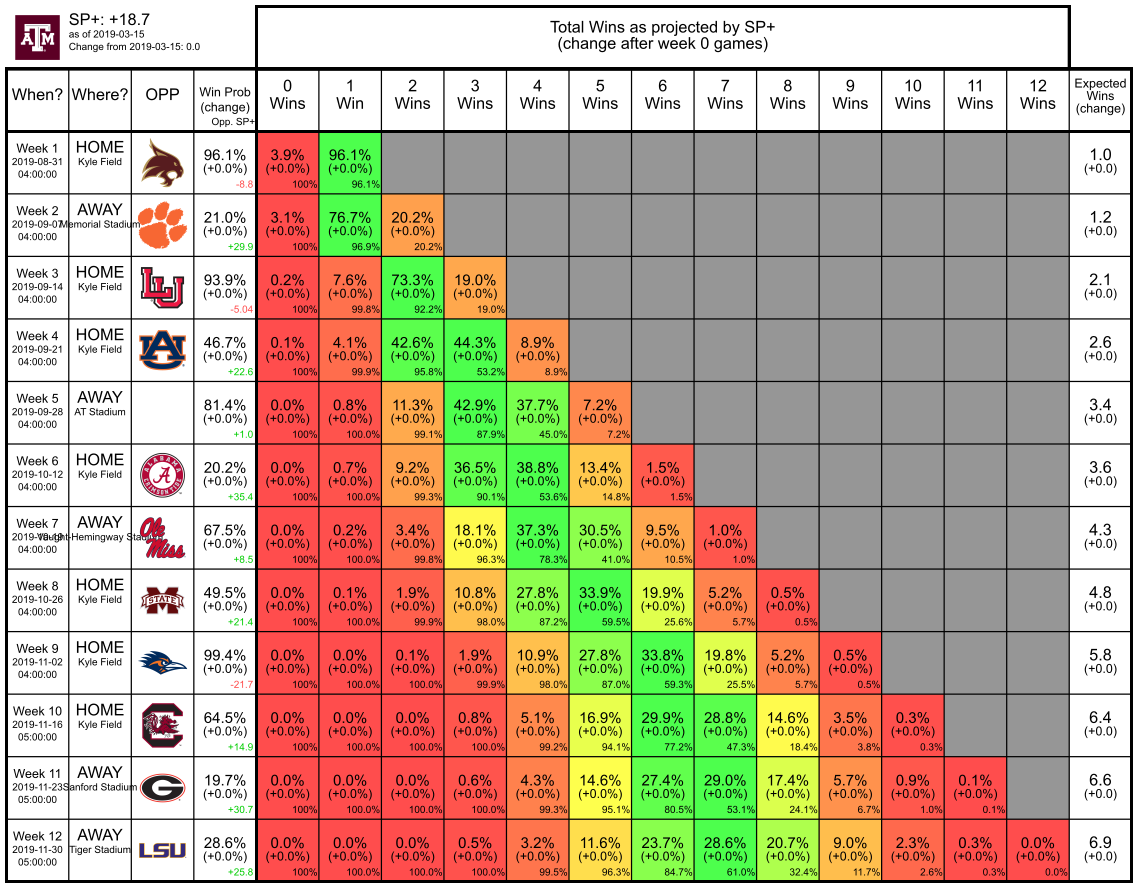 SP+: +18.7
as of 2019-03-15
Change from 2019-03-15: 0.0
Total Wins as projected by SP+
(change after week 0 games)
When? Where? OPP Win Prob (change) Opp. SP+ 0 Wins 1 Win 2 Wins 3 Wins 4 Wins 5 Wins 6 Wins 7 Wins 8 Wins 9 Wins 10 Wins 11 Wins 12 Wins Expected Wins (change)
Week 1 HOME 96.1% 3.9% 96.1% 1.0
2019-08-31 Kyle Field (+0.0%) (+0.0%) (+0.0%) (+0.0)
04:00:00 -8.8 100% 96.1%
Week 2 AWAY 21.0% 3.1% 76.7% 20.2% 1.2
2019-09-07 Memorial Stadium (+0.0%) (+0.0%) (+0.0%) (+0.0%) (+0.0)
04:00:00 +29.9 100% 96.9% 20.2%
Week 3 HOME LU 93.9% 0.2% 7.6% 73.3% 19.0% 2.1
2019-09-14 Kyle Field (+0.0%) (+0.0%) (+0.0%) (+0.0%) (+0.0%) (+0.0)
04:00:00 -5.04 100% 99.8% 92.2% 19.0%
Week 4 HOME AU 46.7% 0.1% 4.1% 42.6% 44.3% 8.9% 2.6
2019-09-21 Kyle Field (+0.0%) (+0.0%) (+0.0%) (+0.0%) (+0.0%) (+0.0%) (+0.0)
04:00:00 +22.6 100% 99.9% 95.8% 53.2% 8.9%
Week 5 AWAY 81.4% 0.0% 0.8% 11.3% 42.9% 37.7% 7.2% 3.4
2019-09-28 AT Stadium (+0.0%) (+0.0%) (+0.0%) (+0.0%) (+0.0%) (+0.0%) (+0.0%) (+0.0)
04:00:00 +1.0 100% 100.0% 99.1% 87.9% 45.0% 7.2%
Week 6 HOME ALABAMA A CRIMSON TIDE 20.2% 0.0% 0.7% 9.2% 36.5% 38.8% 13.4% 1.5% 3.6
2019-10-12 Kyle Field (+0.0%) (+0.0%) (+0.0%) (+0.0%) (+0.0%) (+0.0%) (+0.0%) (+0.0%) (+0.0)
04:00:00 +35.4 100% 100.0% 99.3% 90.1% 53.6% 14.8% 1.5%
Week 7 AWAY Ole Miss 67.5% 0.0% 0.2% 3.4% 18.1% 37.3% 30.5% 9.5% 1.0% 4.3
2019-10-19 Vaught-Hemingway Stadium (+0.0%) (+0.0%) (+0.0%) (+0.0%) (+0.0%) (+0.0%) (+0.0%) (+0.0%) (+0.0%) (+0.0)
04:00:00 +8.5 100% 100.0% 99.8% 96.3% 78.3% 41.0% 10.5% 1.0%
Week 8 HOME STATE 49.5% 0.0% 0.1% 1.9% 10.8% 27.8% 33.9% 19.9% 5.2% 0.5% 4.8
2019-10-26 Kyle Field (+0.0%) (+0.0%) (+0.0%) (+0.0%) (+0.0%) (+0.0%) (+0.0%) (+0.0%) (+0.0%) (+0.0%) (+0.0)
04:00:00 +21.4 100% 100.0% 99.9% 98.0% 87.2% 59.5% 25.6% 5.7% 0.5%
Week 9 HOME 99.4% 0.0% 0.0% 0.1% 1.9% 10.9% 27.8% 33.8% 19.8% 5.2% 0.5% 5.8
2019-11-02 Kyle Field (+0.0%) (+0.0%) (+0.0%) (+0.0%) (+0.0%) (+0.0%) (+0.0%) (+0.0%) (+0.0%) (+0.0%) (+0.0%) (+0.0)
04:00:00 -21.7 100% 100.0% 100.0% 99.9% 98.0% 87.0% 59.3% 25.5% 5.7% 0.5%
Week 10 HOME 64.5% 0.0% 0.0% 0.0% 0.8% 5.1% 16.9% 29.9% 28.8% 14.6% 3.5% 0.3% 6.4
2019-11-16 Kyle Field (+0.0%) (+0.0%) (+0.0%) (+0.0%) (+0.0%) (+0.0%) (+0.0%) (+0.0%) (+0.0%) (+0.0%) (+0.0%) (+0.0%) (+0.0)
05:00:00 +14.9 100% 100.0% 100.0% 100.0% 99.2% 94.1% 77.2% 47.3% 18.4% 3.8% 0.3%
Week 11 AWAY G 19.7% 0.0% 0.0% 0.0% 0.6% 4.3% 14.6% 27.4% 29.0% 17.4% 5.7% 0.9% 0.1% 6.6
2019-11-23 Sanford Stadium (+0.0%) (+0.0%) (+0.0%) (+0.0%) (+0.0%) (+0.0%) (+0.0%) (+0.0%) (+0.0%) (+0.0%) (+0.0%) (+0.0%) (+0.0%) (+0.0)
05:00:00 +30.7 100% 100.0% 100.0% 100.0% 99.3% 95.1% 80.5% 53.1% 24.1% 6.7% 1.0% 0.1%
Week 12 AWAY LSU 28.6% 0.0% 0.0% 0.0% 0.5% 3.2% 11.6% 23.7% 28.6% 20.7% 9.0% 2.3% 0.3% 0.0% 6.9
2019-11-30 Tiger Stadium (+0.0%) (+0.0%) (+0.0%) (+0.0%) (+0.0%) (+0.0%) (+0.0%) (+0.0%) (+0.0%) (+0.0%) (+0.0%) (+0.0%) (+0.0%) (+0.0%) (+0.0)
05:00:00 +25.8 100% 100.0% 100.0% 100.0% 99.5% 96.3% 84.7% 61.0% 32.4% 11.7% 2.6% 0.3% 0.0%